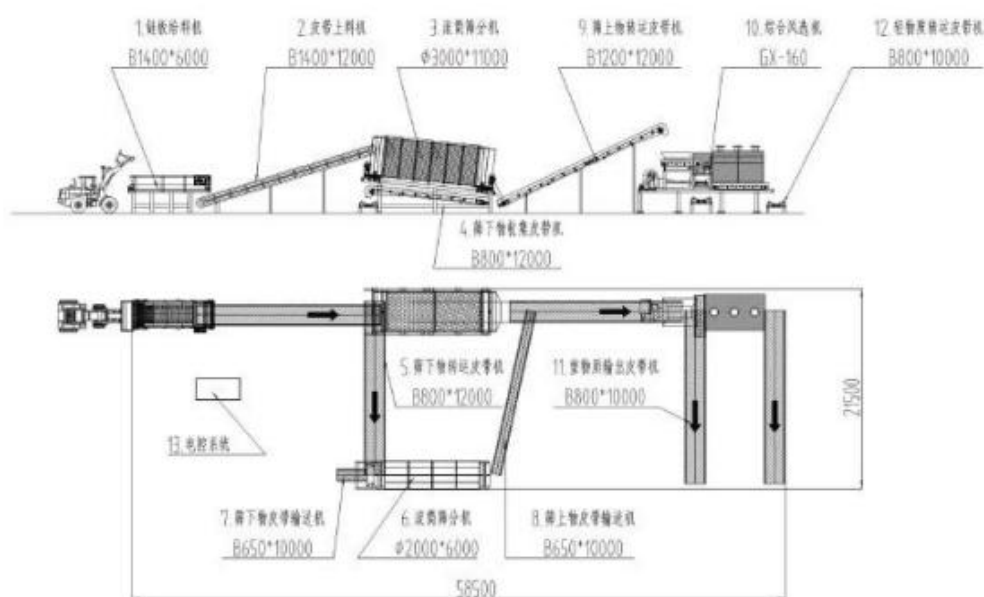 1.链板给料机
B1400*6000
2.皮带上料机
B1400*12000
3.滚筒筛分机
Φ3000*11000
9.筛上物转运皮带机
B1200*12000
10.综合风选机
GX-160
12.轻物质转运皮带机
B800*10000
4.筛下物收集皮带机
B800*12000
5.筛下物转运皮带机
B800*12000
11.重物质输出皮带机
B800*10000
21500
13.电控系统
7.筛下物皮带输送机
B650*10000
6.滚筒筛分机
Φ2000*6000
8.筛上物皮带输送机
B650*10000
58500